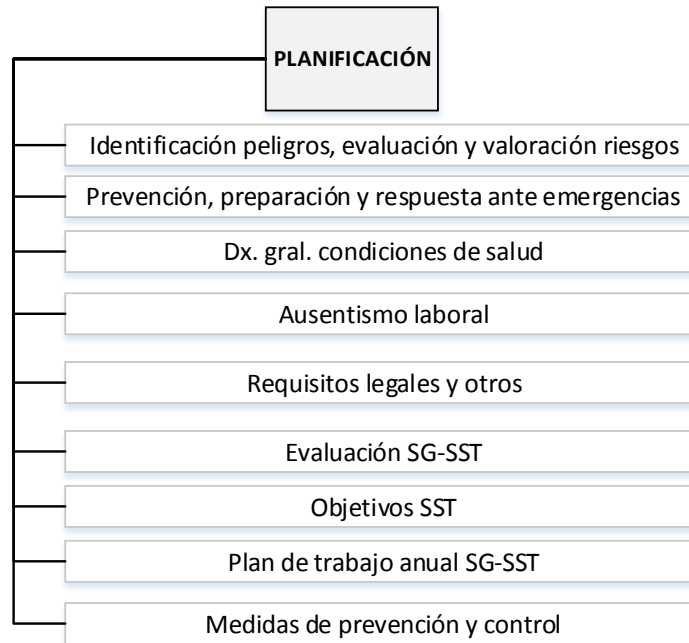 PLANIFICACIÓN
Identificación peligros, evaluación y valoración riesgos
Prevención, preparación y respuesta ante emergencias
Dx. gral. condiciones de salud
Ausentismo laboral
Requisitos legales y otros
Evaluación SG-SST
Objetivos SST
Plan de trabajo anual SG-SST
Medidas de prevención y control